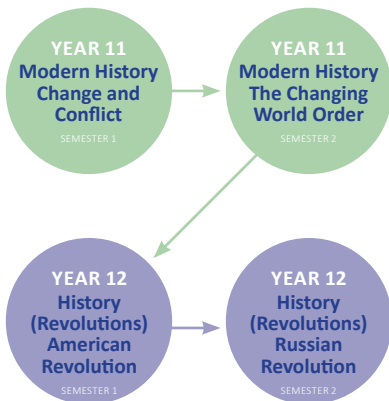 YEAR 11
Modern History
Change and
Conflict
SEMESTER 1
YEAR 11
Modern History
The Changing
World Order
SEMESTER 2
YEAR 12
History
(Revolutions)
American
Revolution
SEMESTER 1
YEAR 12
History
(Revolutions)
Russian
Revolution
SEMESTER 2